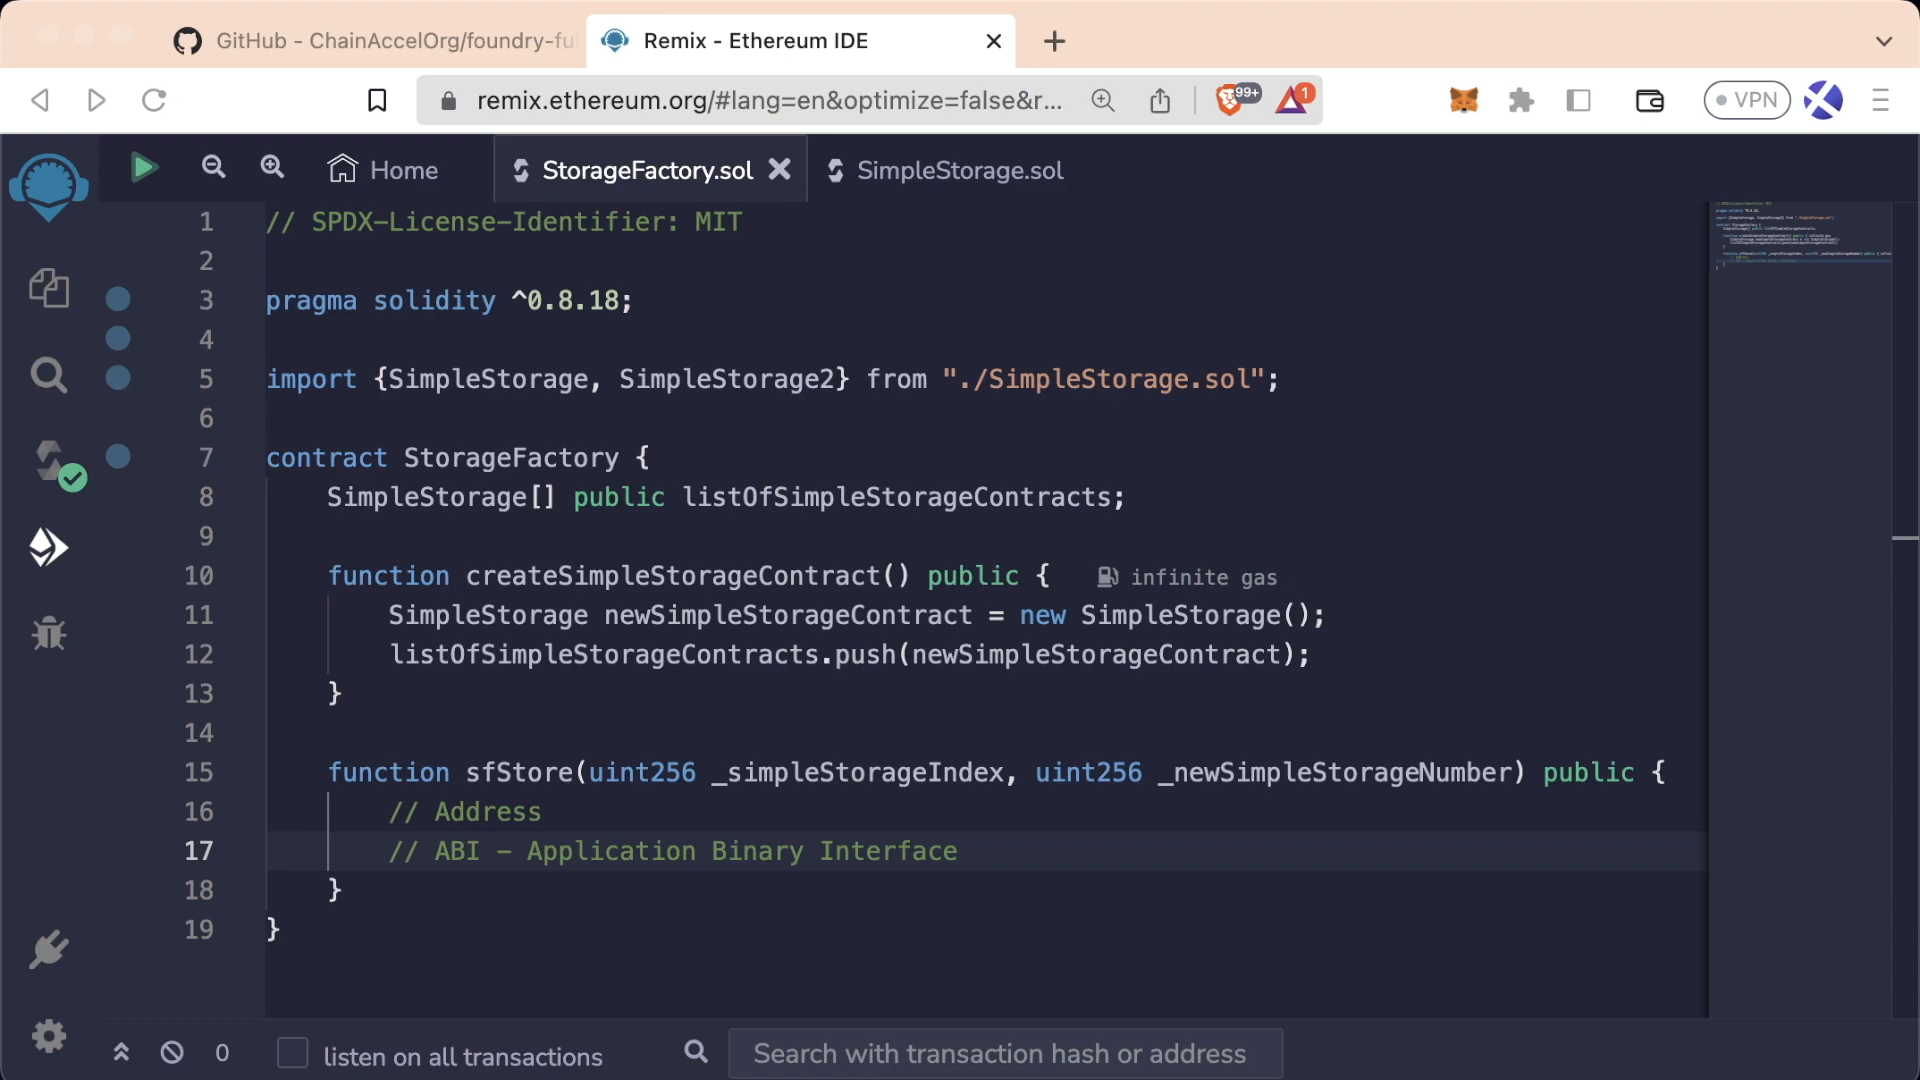 GitHub - ChainAccelOrg/foundry-ful
Remix - Ethereum IDE
remix.ethereum.org/#lang=en&optimize=false&r...
99+
1
VPN
Home
StorageFactory.sol
SimpleStorage.sol
1 // SPDX-License-Identifier: MIT
2
3 pragma solidity ^0.8.18;
4
5 import {SimpleStorage, SimpleStorage2} from "./SimpleStorage.sol";
6
7 contract StorageFactory {
8 SimpleStorage[] public listOfSimpleStorageContracts;
9
10 function createSimpleStorageContract() public { infinite gas
11 SimpleStorage newSimpleStorageContract = new SimpleStorage();
12 listOfSimpleStorageContracts.push(newSimpleStorageContract);
13 }
14
15 function sfStore(uint256 _simpleStorageIndex, uint256 _newSimpleStorageNumber) public {
16 // Address
17 // ABI - Application Binary Interface
18 }
19 }
0
listen on all transactions
Search with transaction hash or address